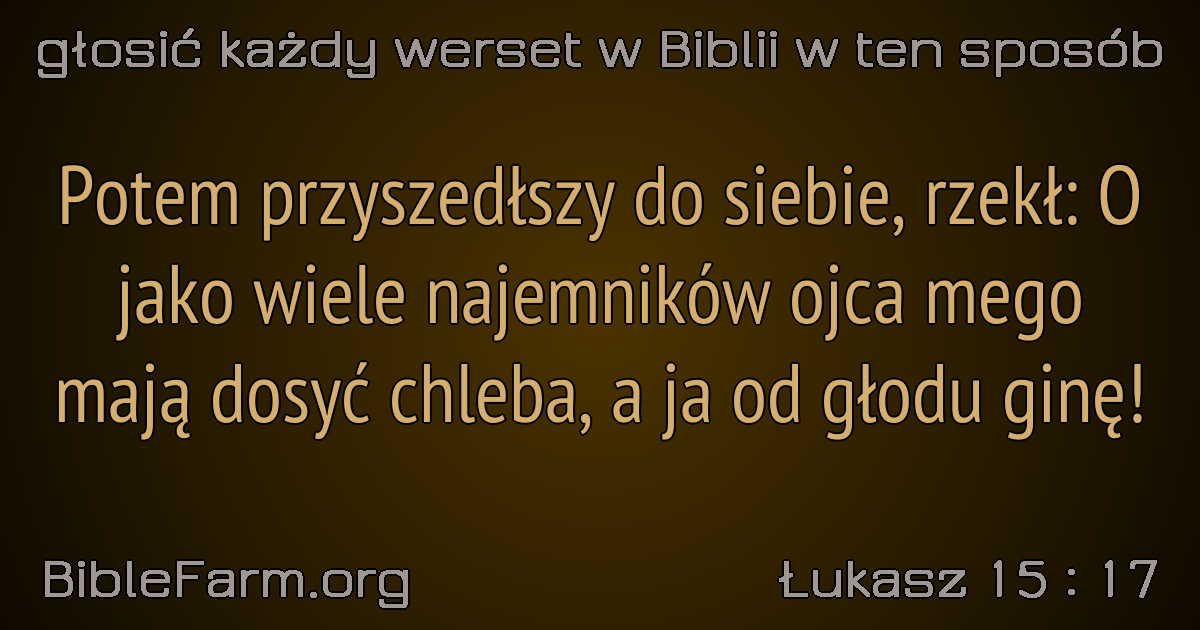 głosić każdy werset w Biblii w ten sposób
Potem przyszedłszy do siebie, rzekł: O
jako wiele najemników ojca mego
mają dosyć chleba, a ja od głodu ginę!
BibleFarm.org
Łukasz 15 : 17